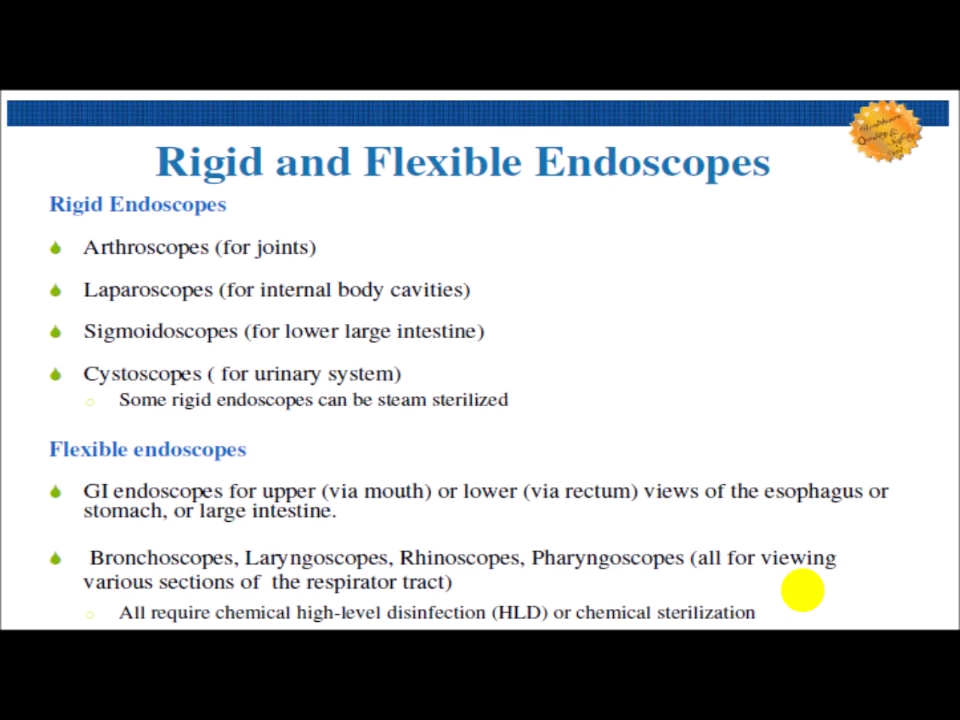 Healthcare
Quality &
Rigid and Flexible Endoscopes
Rigid Endoscopes
Arthroscopes (for joints)
Laparoscopes (for internal body cavities)
Sigmoidoscopes (for lower large intestine)
Cystoscopes ( for urinary system)
Some rigid endoscopes can be steam sterilized
Flexible endoscopes
GI endoscopes for upper (via mouth) or lower (via rectum) views of the esophagus or
stomach, or large intestine.
Bronchoscopes, Laryngoscopes, Rhinoscopes, Pharyngoscopes (all for viewing
various sections of the respirator tract)
All require chemical high-level disinfection (HLD) or chemical sterilization